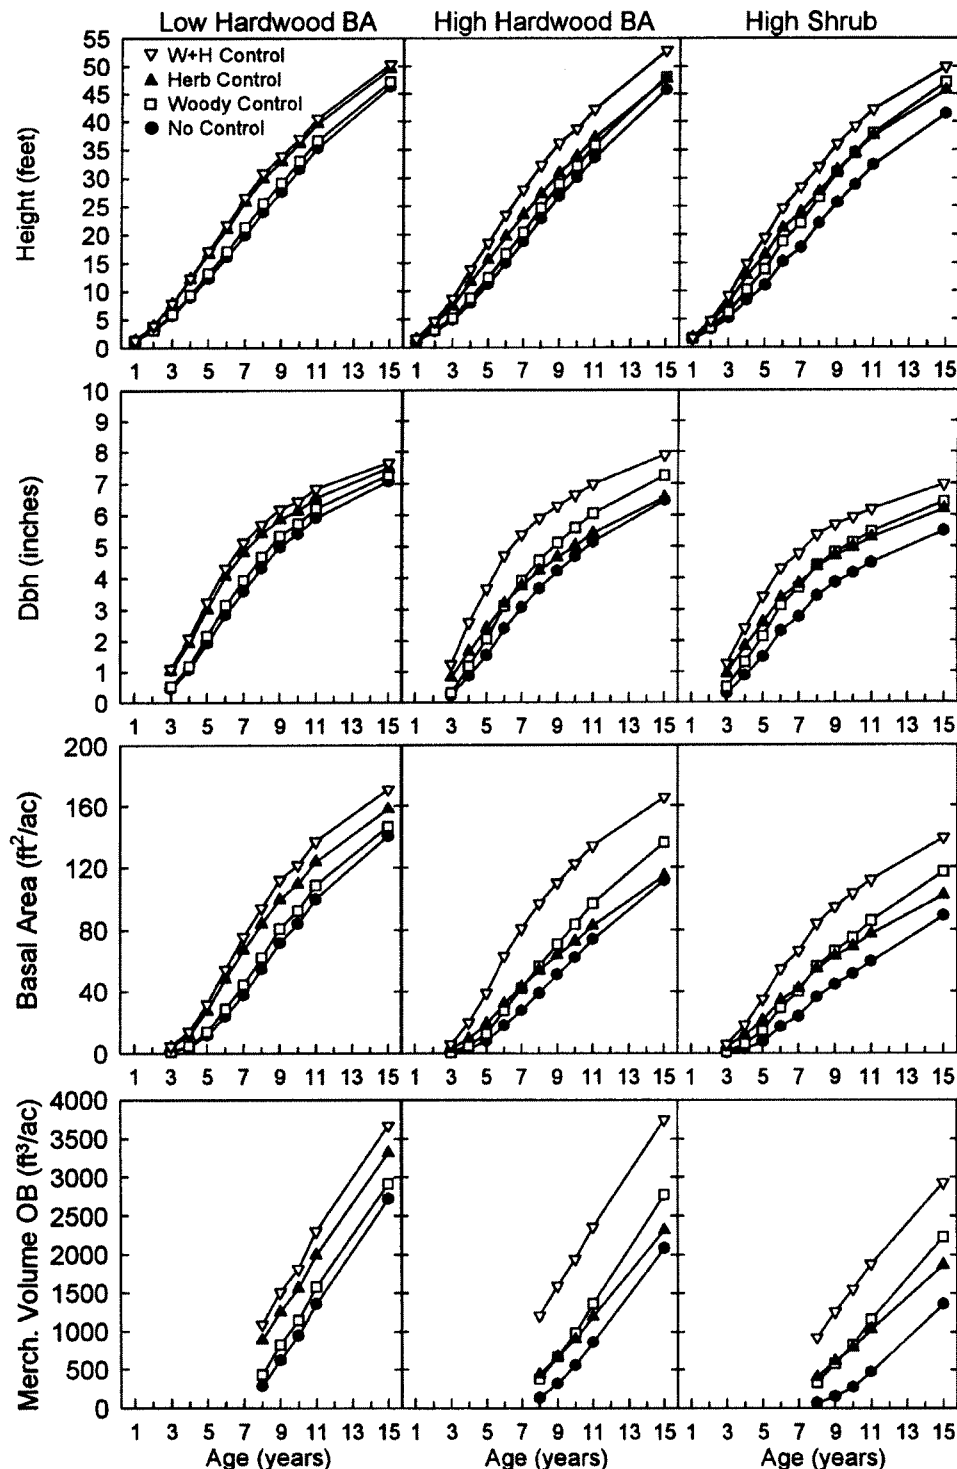 Low Hardwood BA High Hardwood BA High Shrub
Height (feet)
55
50
45
40
35
30
25
20
15
10
5
0
W+H Control
Herb Control
Woody Control
No Control
1 3 5 7 9 11 13 15 1 3 5 7 9 11 13 15 1 3 5 7 9 11 13 15
Dbh (inches)
10
9
8
7
6
5
4
3
2
1
0
1 3 5 7 9 11 13 15 1 3 5 7 9 11 13 15 1 3 5 7 9 11 13 15
Basal Area (ft²/ac)
200
160
120
80
40
0
1 3 5 7 9 11 13 15 1 3 5 7 9 11 13 15 1 3 5 7 9 11 13 15
Merch. Volume OB (ft³/ac)
4000
3500
3000
2500
2000
1500
1000
500
0
1 3 5 7 9 11 13 15 1 3 5 7 9 11 13 15 1 3 5 7 9 11 13 15
Age (years) Age (years) Age (years)